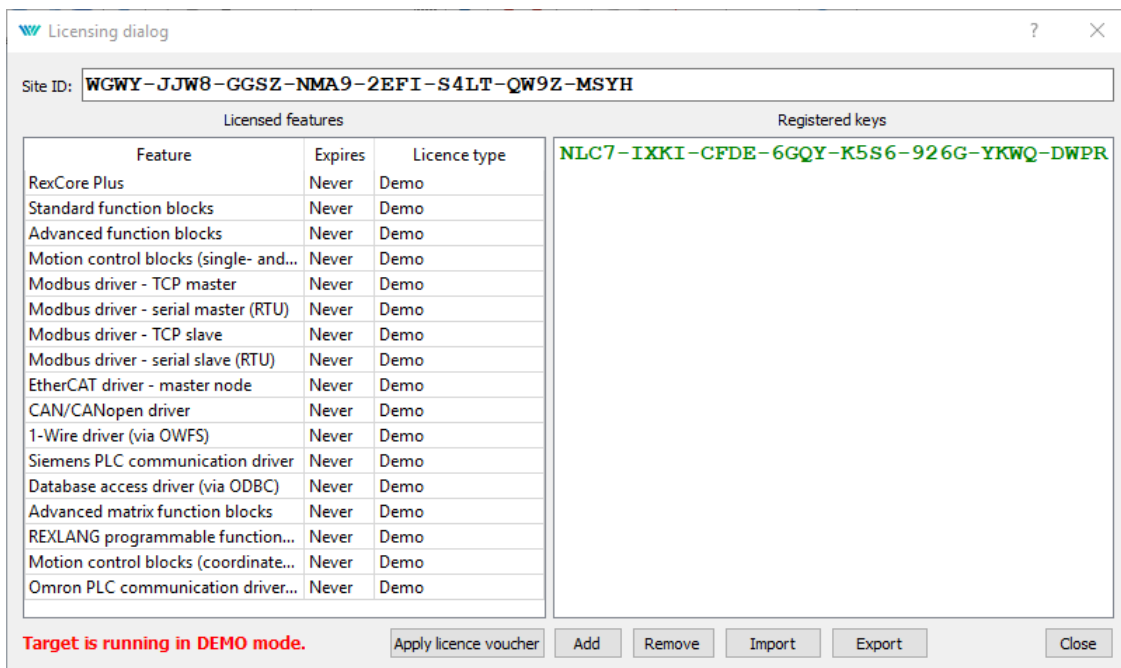 Licensing dialog
Site ID: WGWY-JJW8-GGSZ-NMA9-2EFI-S4LT-QW9Z-MSYH
Licensed features Registered keys
Feature Expires Licence type NLC7-IXKI-CFDE-6GQY-K5S6-926G-YKWQ-DWPR
RexCore Plus Never Demo
Standard function blocks Never Demo
Advanced function blocks Never Demo
Motion control blocks (single- and... Never Demo
Modbus driver - TCP master Never Demo
Modbus driver - serial master (RTU) Never Demo
Modbus driver - TCP slave Never Demo
Modbus driver - serial slave (RTU) Never Demo
EtherCAT driver - master node Never Demo
CAN/CANopen driver Never Demo
1-Wire driver (via OWFS) Never Demo
Siemens PLC communication driver Never Demo
Database access driver (via ODBC) Never Demo
Advanced matrix function blocks Never Demo
REXLANG programmable function... Never Demo
Motion control blocks (coordinate... Never Demo
Omron PLC communication driver... Never Demo
Target is running in DEMO mode. Apply licence voucher Add Remove Import Export Close